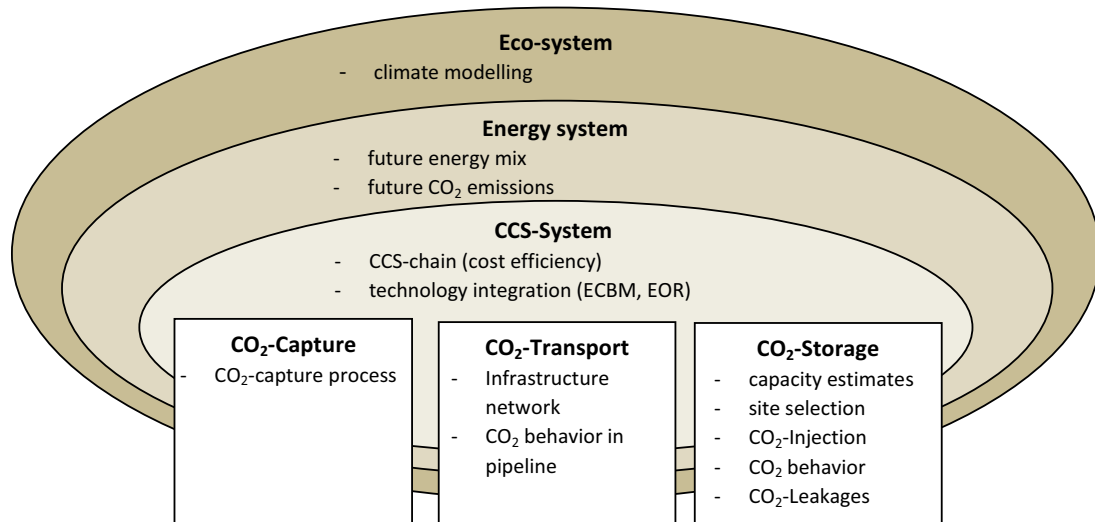 Eco-system
- climate modelling
Energy system
- future energy mix
- future CO₂ emissions
CCS-System
- CCS-chain (cost efficiency)
- technology integration (ECBM, EOR)
CO₂-Capture
- CO₂-capture process
CO₂-Transport
- Infrastructure
network
- CO₂ behavior in
pipeline
CO₂-Storage
- capacity estimates
- site selection
- CO₂-Injection
- CO₂ behavior
- CO₂-Leakages